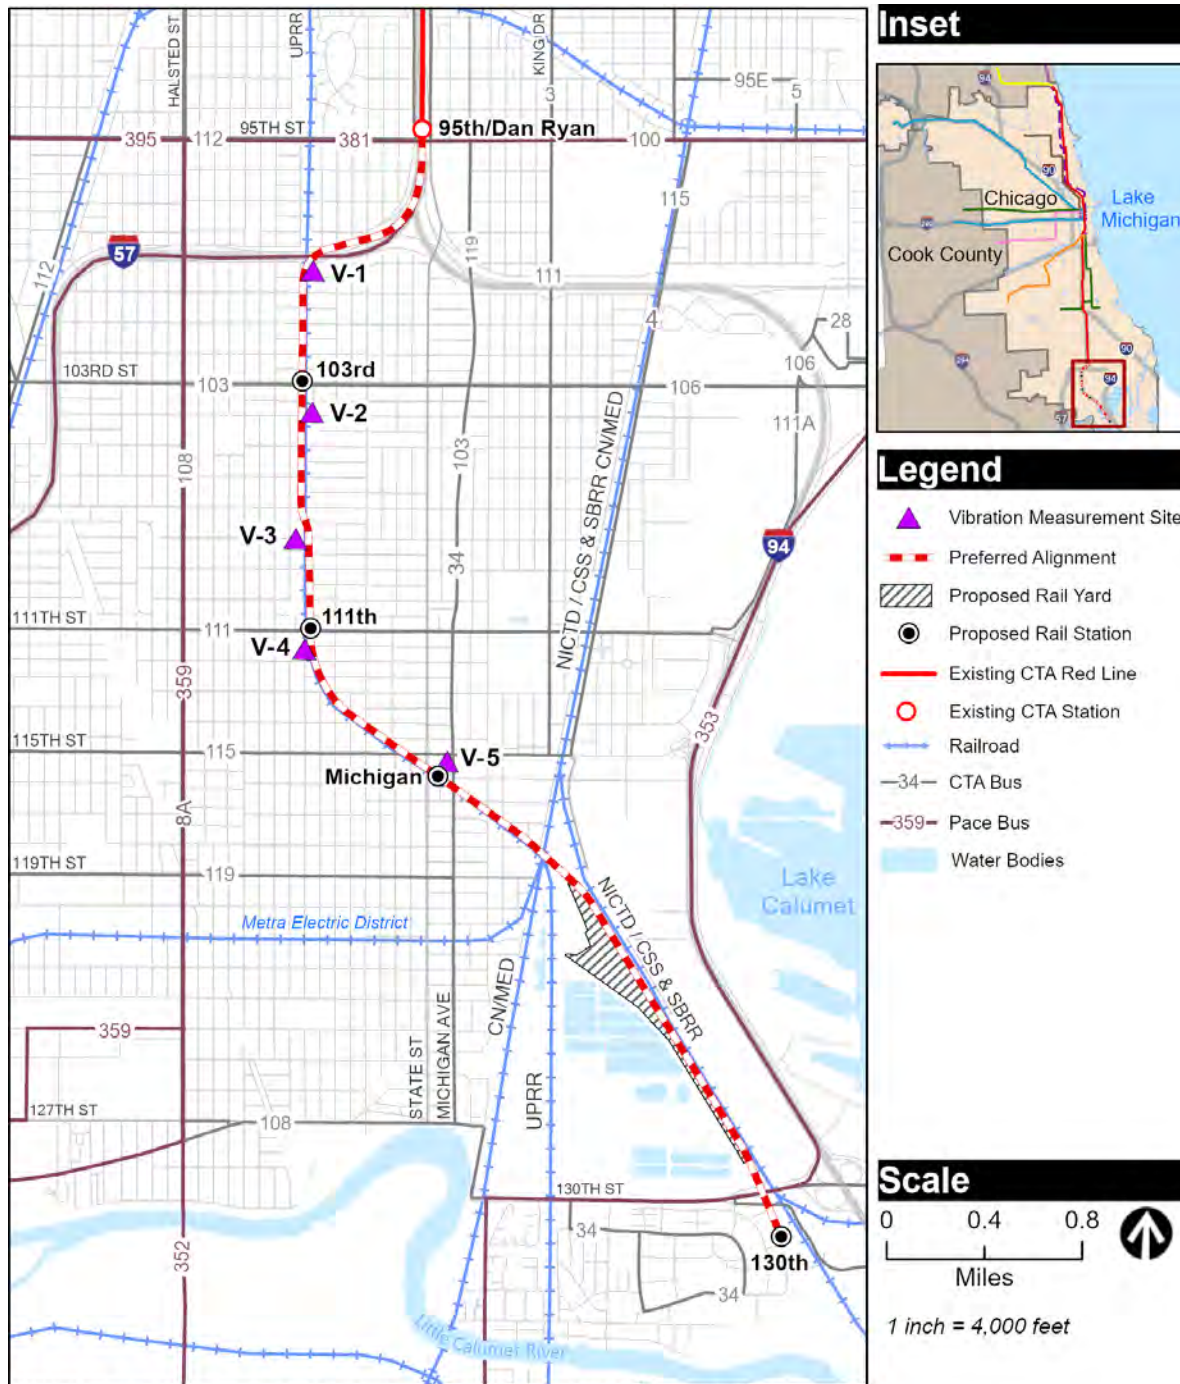 HALSTED ST
UPRR
KING DR
3
95E
5
95TH ST
395
112
381
95th/Dan Ryan
100
115
57
112
V-1
119
34
111
4
28
106
103RD ST
103
103rd
106
V-2
111A
108
103
V-3
34
NICTD / CSS & SBRR CN/MED
94
111TH ST
111
111th
V-4
359
353
115TH ST
115
V-5
Michigan
8A
119TH ST
119
Lake
Calumet
Metra Electric District
NICTD / CSS & SBRR
CN/MED
359
STATE ST
MICHIGAN AVE
UPRR
127TH ST
108
130TH ST
34
130th
352
34
Little Calumet River
Inset
94
90
Chicago
Lake
Michigan
Cook County
90
94
57
Legend
Vibration Measurement Site
Preferred Alignment
Proposed Rail Yard
Proposed Rail Station
Existing CTA Red Line
Existing CTA Station
Railroad
34
CTA Bus
359
Pace Bus
Water Bodies
Scale
0 0.4 0.8
Miles
1 inch = 4,000 feet